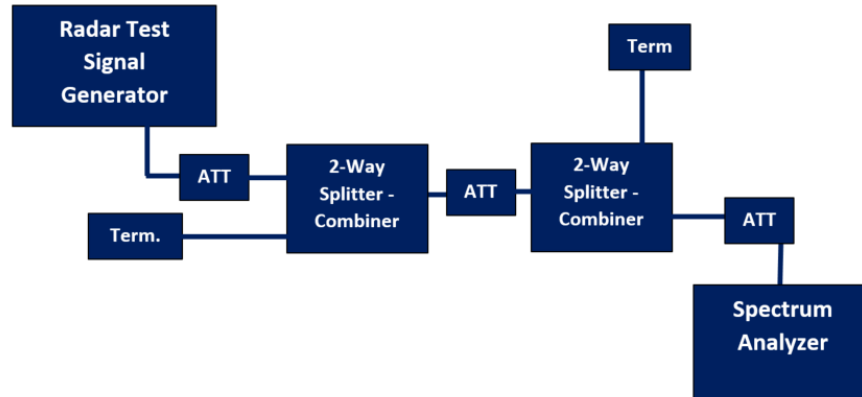 Radar Test
Signal
Generator
Term
ATT
2-Way
Splitter -
Combiner
ATT
2-Way
Splitter -
Combiner
ATT
Term.
Spectrum
Analyzer